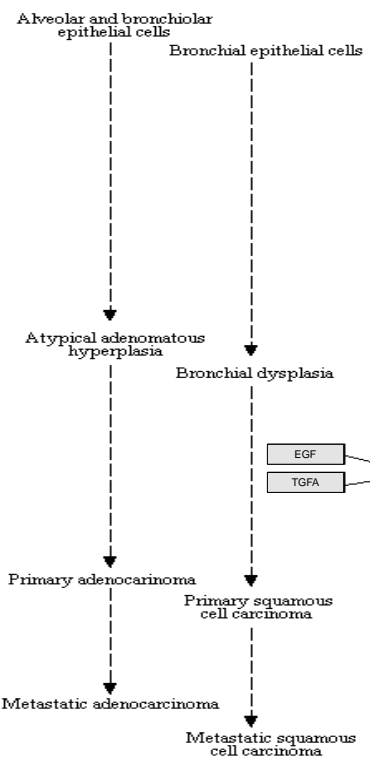 Alveolar and bronchiolar
epithelial cells
Bronchial epithelial cells
Atypical adenomatous
hyperplasia
Bronchial dysplasia
EGF
TGFA
Primary adenocarinoma
Primary squamous
cell carcinoma
Metastatic adenocarcinoma
Metastatic squamous
cell carcinoma